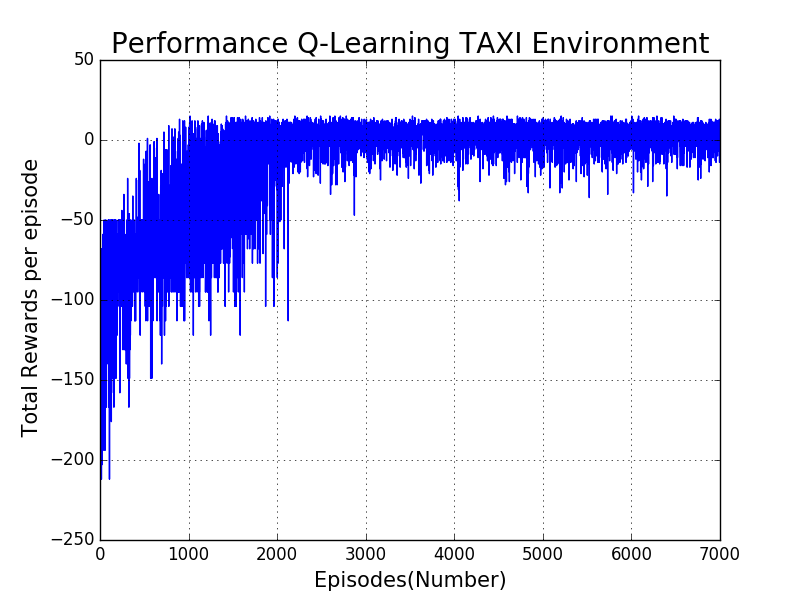 Performance Q-Learning TAXI Environment
50
0
−50
−100
−150
−200
−250
Total Rewards per episode
0 1000 2000 3000 4000 5000 6000 7000
Episodes(Number)